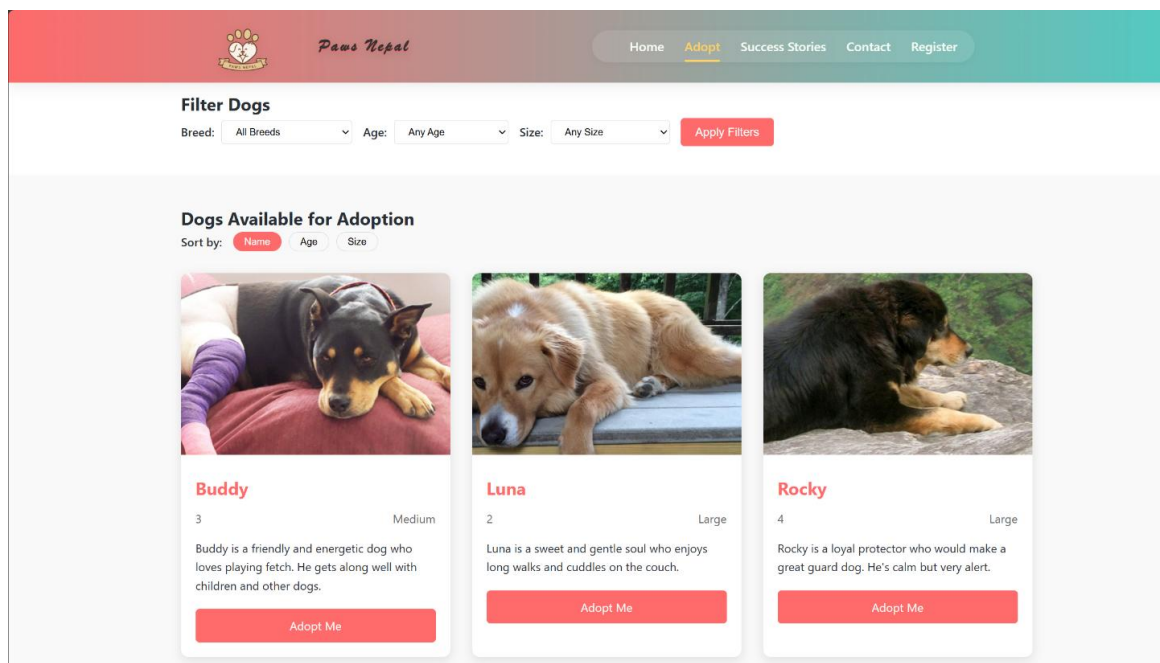 PAWS NEPAL
Paws Nepal
Home Adopt Success Stories Contact Register
Filter Dogs
Breed: All Breeds Age: Any Age Size: Any Size Apply Filters
Dogs Available for Adoption
Sort by: Name Age Size
Buddy
3 Medium
Buddy is a friendly and energetic dog who
loves playing fetch. He gets along well with
children and other dogs.
Adopt Me
Luna
2 Large
Luna is a sweet and gentle soul who enjoys
long walks and cuddles on the couch.
Adopt Me
Rocky
4 Large
Rocky is a loyal protector who would make a
great guard dog. He's calm but very alert.
Adopt Me